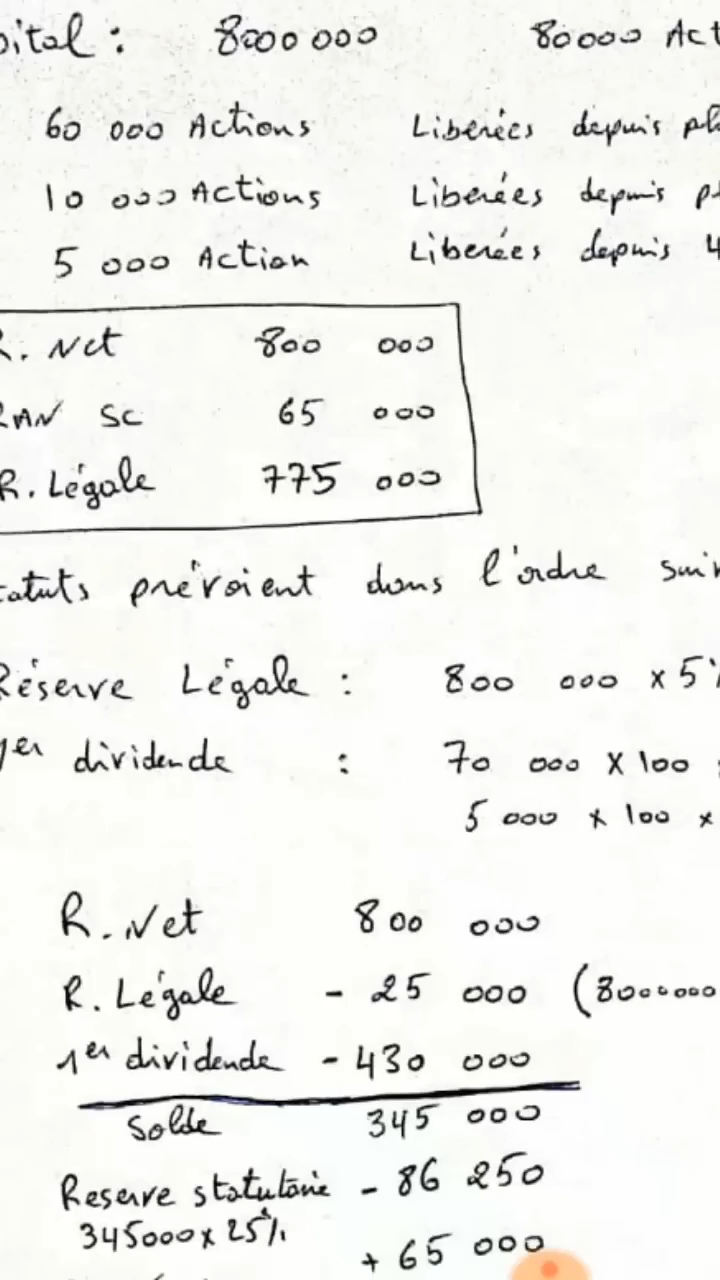 pital : 8000 000 80000 Act
60 000 Actions Liberées depuis pl
10 000 Actions Liberées depuis pl
5 000 Action Liberées depuis 4
R. Net 800 000
RAN SC 65 000
R. Légale 775 000
tatuts prévoient dans l'ordre suiv
Réserve Légale : 800 000 x 5%
1er dividende : 70 000 X 100
5 000 x 100 x
R. Net 800 000
R. Légale - 25 000 (8000000
1er dividende - 430 000
Solde 345 000
Reserve statutaire - 86 250
345000 x 25%
+ 65 000